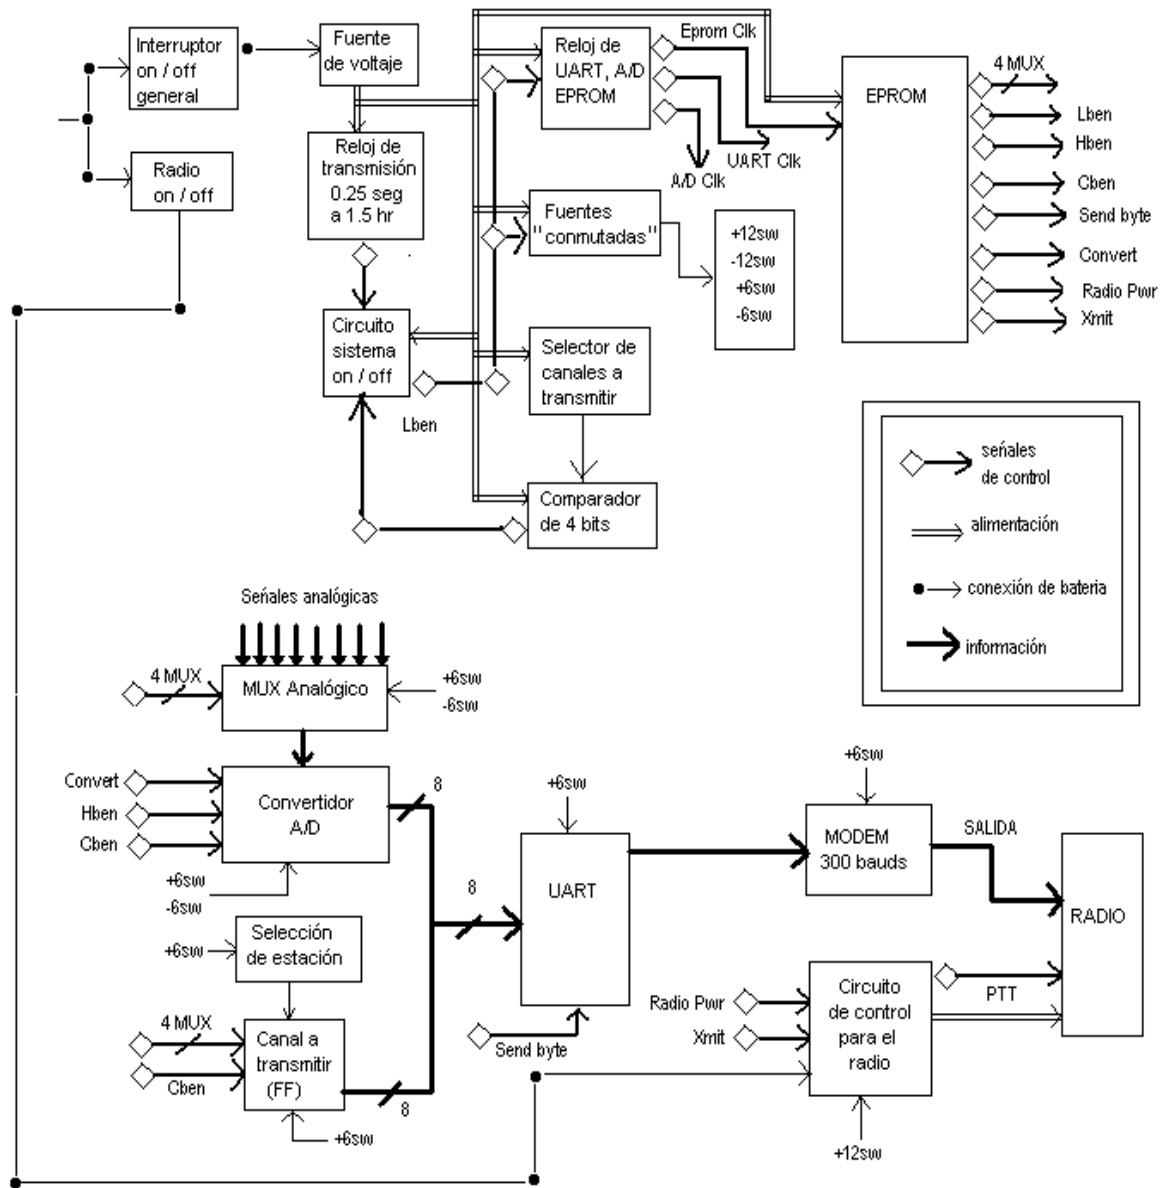 Interruptor
on / off
general
Fuente
de voltaje
Reloj de
UART, A/D
EPROM
Eprom Clk
UART Clk
A/D Clk
EPROM
4 MUX
Lben
Hben
Cben
Send byte
Convert
Radio Pwr
Xmit
Radio
on / off
Reloj de
transmisión
0.25 seg
a 1.5 hr
Fuentes
"conmutadas"
+12sw
-12sw
+6sw
-6sw
Circuito
sistema
on / off
Lben
Selector de
canales a
transmitir
Comparador
de 4 bits
señales
de control
alimentación
conexión de bateria
información
Señales analógicas
4 MUX
MUX Analógico
+6sw
-6sw
Convert
Hben
Cben
Convertidor
A/D
8
+6sw
-6sw
+6sw
Selección
de estación
4 MUX
Cben
Canal a
transmitir
(FF)
8
+6sw
8
+6sw
UART
Send byte
+6sw
MODEM
300 bauds
SALIDA
RADIO
Radio Pwr
Xmit
Circuito
de control
para el
radio
PTT
+12sw